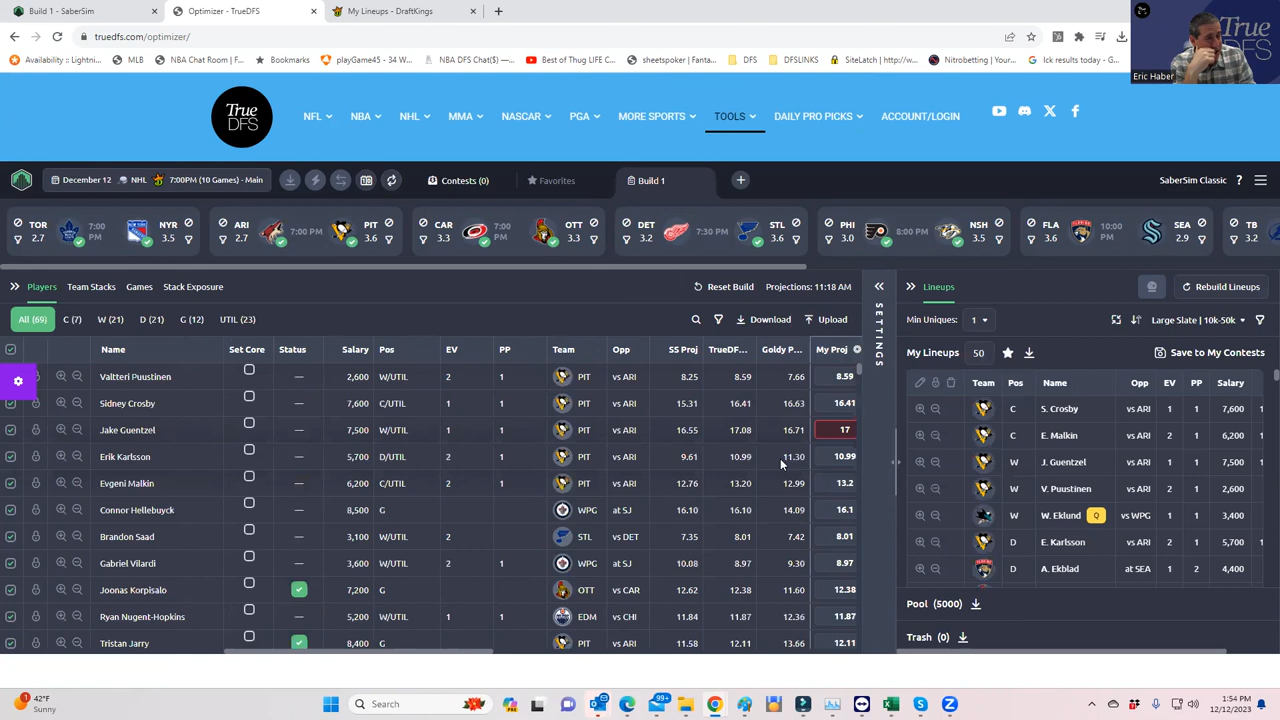 Build 1 - SaberSim
Optimizer - TrueDFS
My Lineups - DraftKings
truedfs.com/optimizer/
Availability :: Lightni...
MLB
NBA Chat Room | F...
Bookmarks
playGame45 - 34 W...
NBA DFS Chat($) —...
Best of Thug LIFE C...
sheetspoker | Fanta...
DFS
DFSLINKS
SiteLatch | http://w...
Nitrobetting | Your...
Ick results today - G...
Eric Haber
True DFS
NFL
NBA
NHL
MMA
NASCAR
PGA
MORE SPORTS
TOOLS
DAILY PRO PICKS
ACCOUNT/LOGIN
December 12 NHL 7:00PM (10 Games) - Main
Contests (0)
Favorites
Build 1
SaberSim Classic
TOR 2.7 7:00 PM NYR 3.5
ARI 2.7 7:00 PM PIT 3.6
CAR 3.3 7:00 PM OTT 3.3
DET 3.2 7:30 PM STL 3.6
PHI 3.0 8:00 PM NSH 3.5
FLA 3.6 10:00 PM SEA 2.9
TB 3.2
Players Team Stacks Games Stack Exposure
Reset Build Projections: 11:18 AM
SETTINGS
Lineups
Rebuild Lineups
All (69) C (7) W (21) D (21) G (12) UTIL (23)
Download Upload
Min Uniques: 1
Large Slate | 10k-50k
Name Set Core Status Salary Pos EV PP Team Opp SS Proj TrueDF... Goldy P... My Proj
Valtteri Puustinen — 2,600 W/UTIL 2 1 PIT vs ARI 8.25 8.59 7.66 8.59
Sidney Crosby — 7,600 C/UTIL 1 1 PIT vs ARI 15.31 16.41 16.63 16.41
Jake Guentzel — 7,500 W/UTIL 1 1 PIT vs ARI 16.55 17.08 16.71 17
Erik Karlsson — 5,700 D/UTIL 2 1 PIT vs ARI 9.61 10.99 11.30 10.99
Evgeni Malkin — 6,200 C/UTIL 2 1 PIT vs ARI 12.76 13.20 12.99 13.2
Connor Hellebuyck — 8,500 G WPG at SJ 16.10 16.10 14.09 16.1
Brandon Saad — 3,100 W/UTIL 2 STL vs DET 7.35 8.01 7.42 8.01
Gabriel Vilardi — 3,600 W/UTIL 2 1 WPG at SJ 10.08 8.97 9.30 8.97
Joonas Korpisalo 7,200 G OTT vs CAR 12.62 12.38 11.60 12.38
Ryan Nugent-Hopkins — 5,200 W/UTIL 1 1 EDM vs CHI 11.84 11.87 12.36 11.87
Tristan Jarry 8,400 G PIT vs ARI 11.58 12.11 13.66 12.11
My Lineups 50
Save to My Contests
Team Pos Name Opp EV PP Salary
C S. Crosby vs ARI 1 1 7,600
C E. Malkin vs ARI 2 1 6,200
W J. Guentzel vs ARI 1 1 7,500
W V. Puustinen vs ARI 2 1 2,600
W W. Eklund Q vs WPG 1 1 3,400
D E. Karlsson vs ARI 2 1 5,700
D A. Ekblad at SEA 1 2 4,400
Pool (5000)
Trash (0)
42°F
Sunny
Search
99+
1:54 PM
12/12/2023